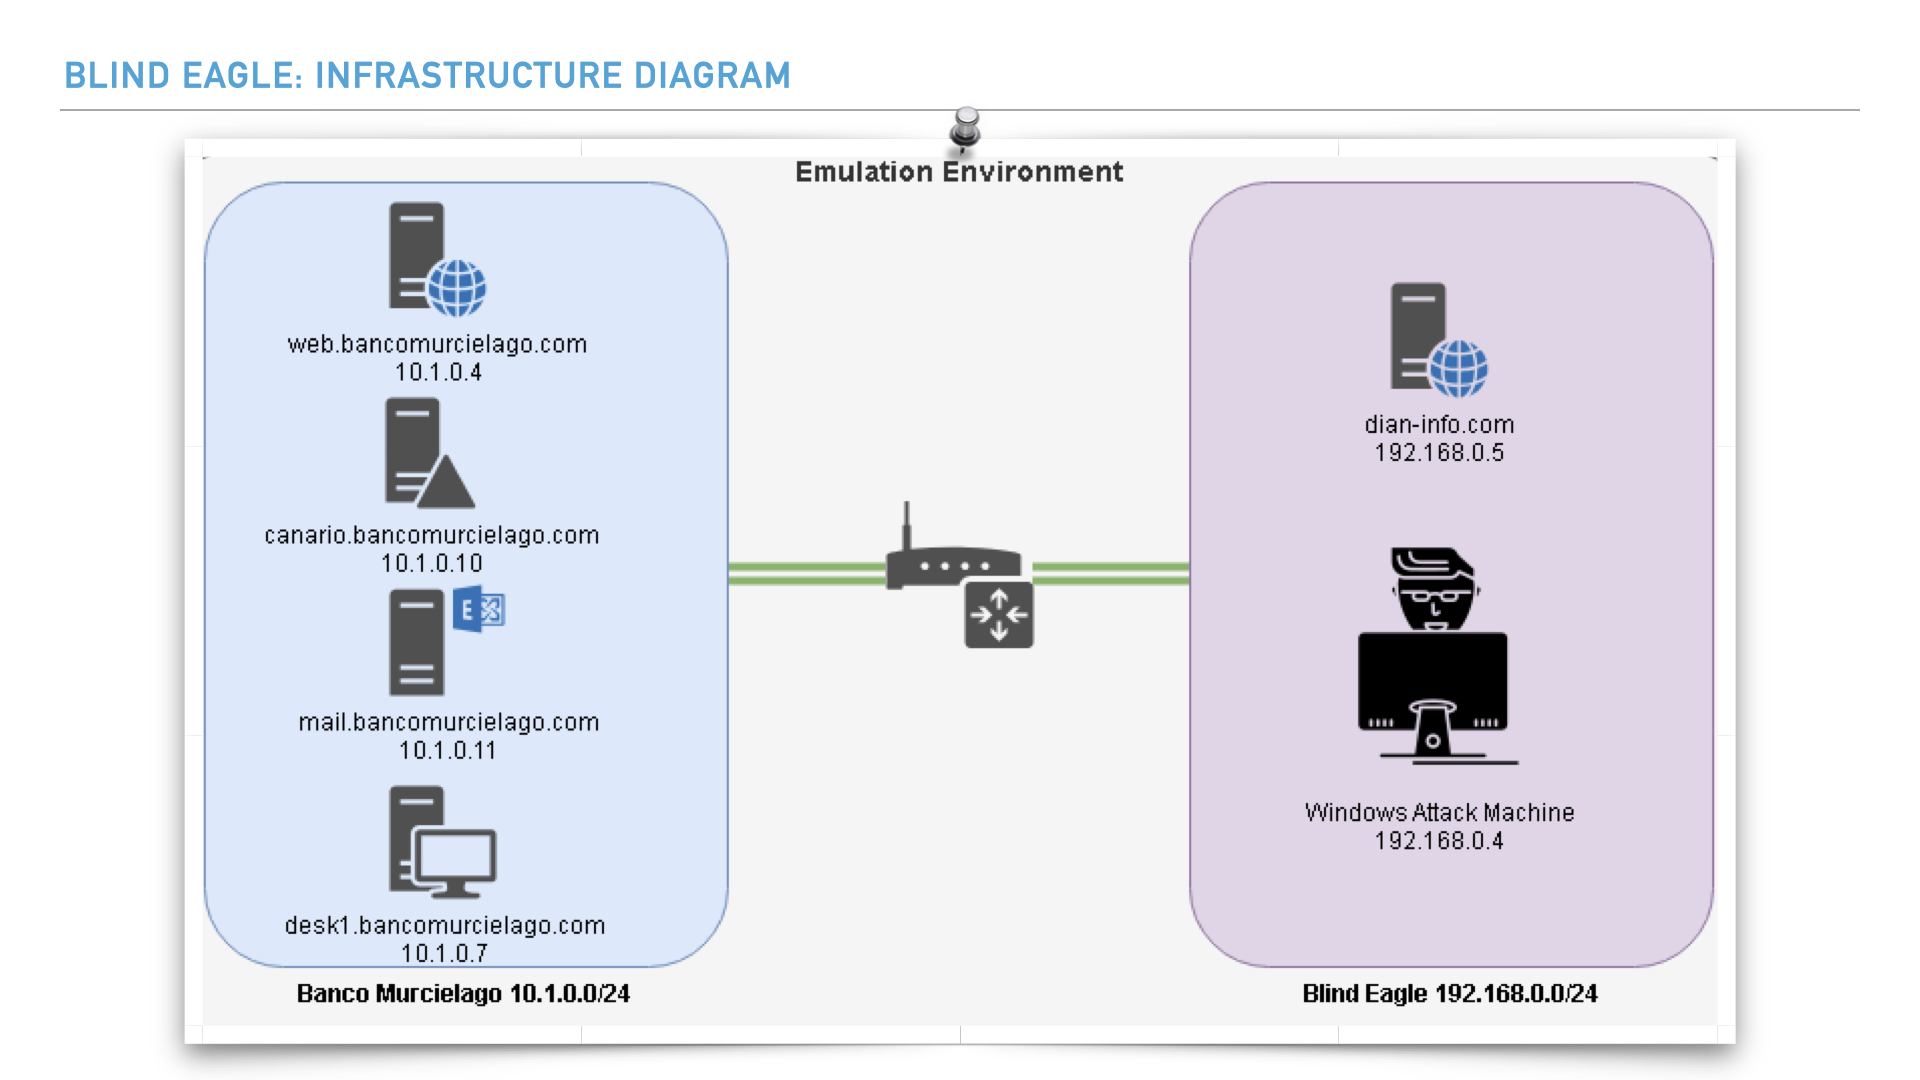 BLIND EAGLE: INFRASTRUCTURE DIAGRAM
Emulation Environment
web.bancomurcielago.com
10.1.0.4
canario.bancomurcielago.com
10.1.0.10
E
mail.bancomurcielago.com
10.1.0.11
desk1.bancomurcielago.com
10.1.0.7
Banco Murcielago 10.1.0.0/24
dian-info.com
192.168.0.5
Windows Attack Machine
192.168.0.4
Blind Eagle 192.168.0.0/24